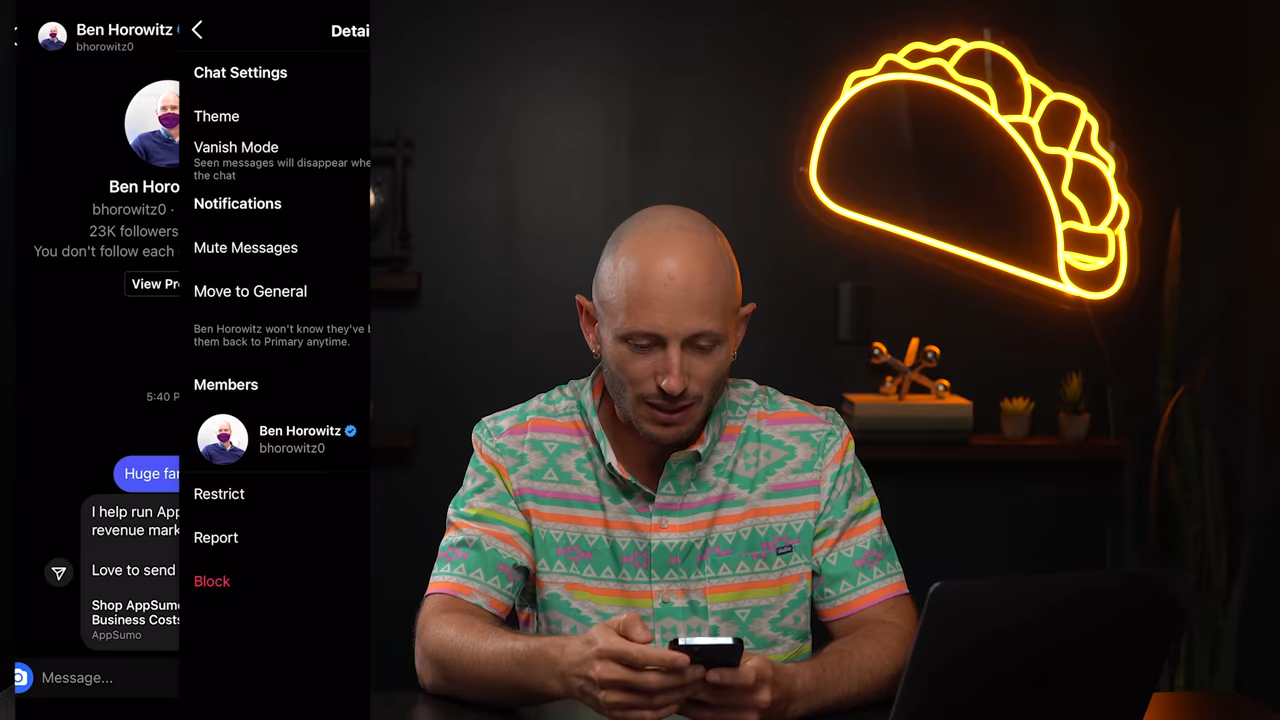 Ben Horowitz
bhorowitz0
Ben Horo
bhorowitz0 ·
23K followers
You don't follow each
View Pr
5:40 P
Huge fa
I help run App
revenue mark
Love to send
Shop AppSum
Business Costs
AppSumo
Message...
Detai
Chat Settings
Theme
Vanish Mode
Seen messages will disappear whe
the chat
Notifications
Mute Messages
Move to General
Ben Horowitz won't know they've b
them back to Primary anytime.
Members
Ben Horowitz
bhorowitz0
Restrict
Report
Block